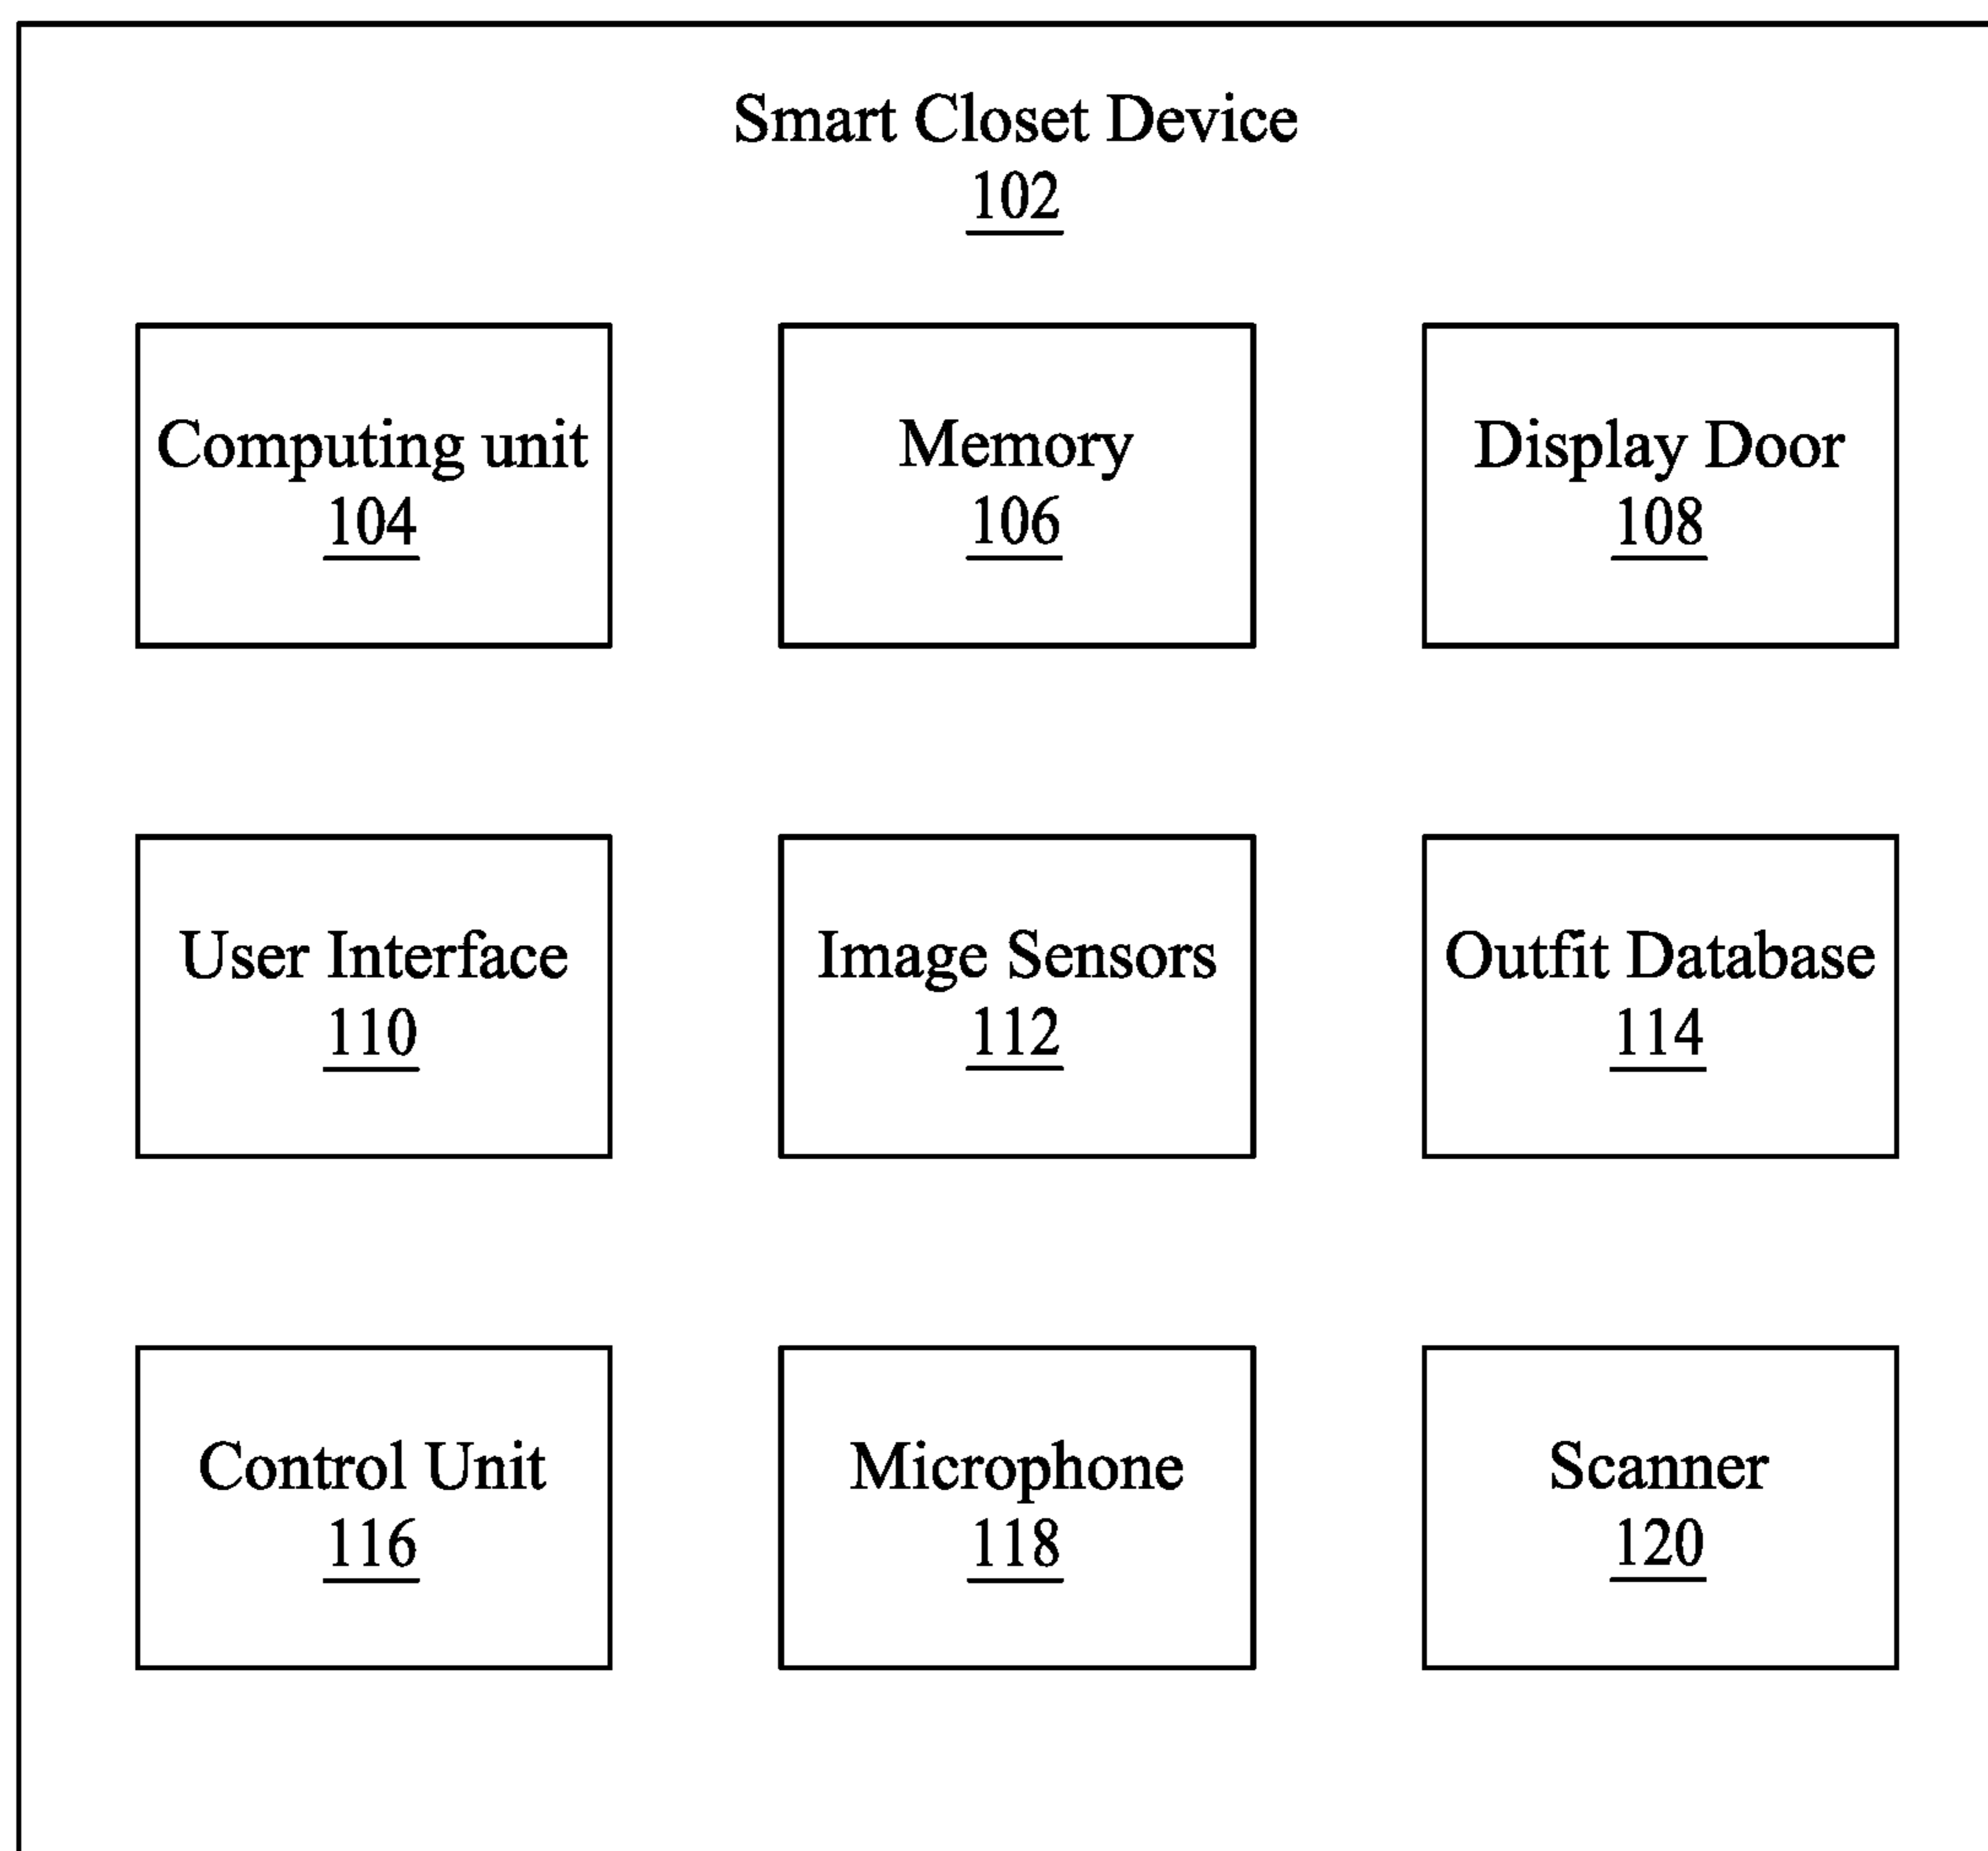 Smart Closet Device
102
Computing unit
104
Memory
106
Display Door
108
User Interface
110
Image Sensors
112
Outfit Database
114
Control Unit
116
Microphone
118
Scanner
120